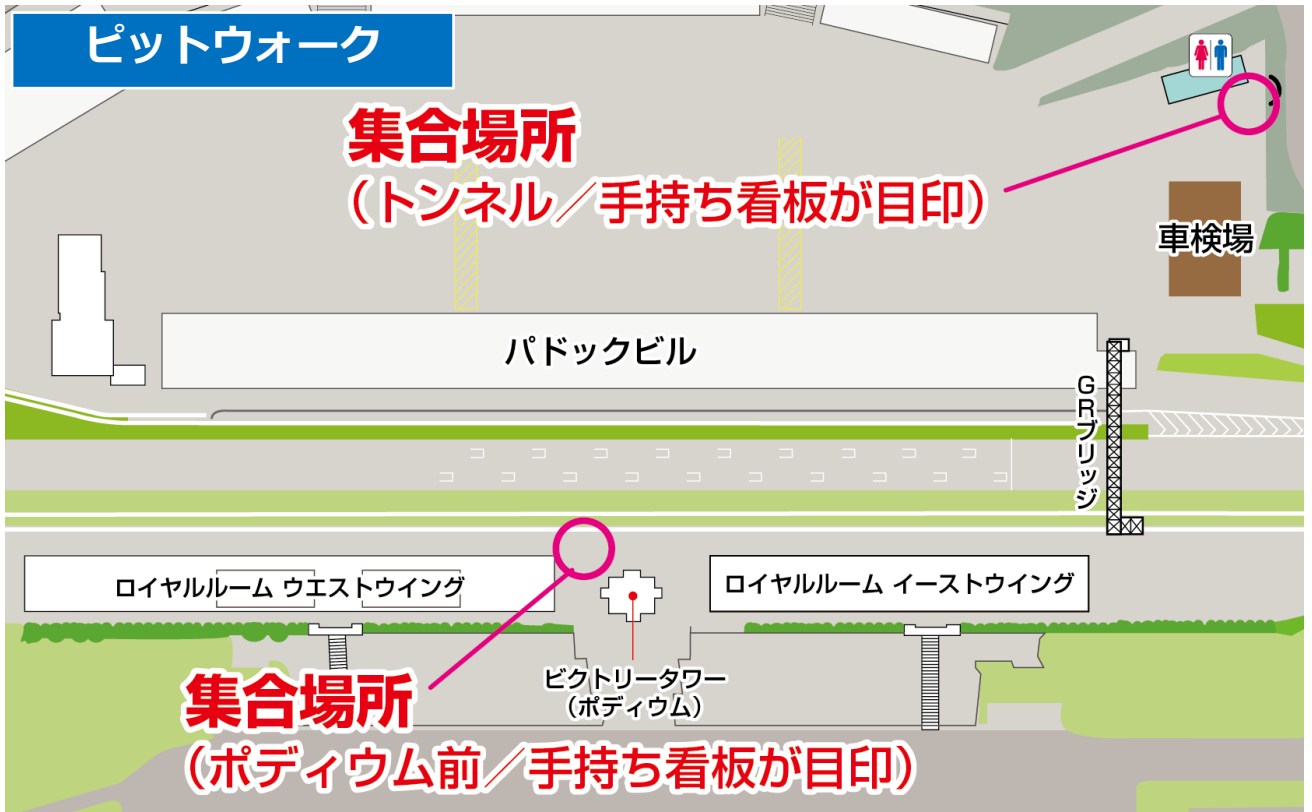 ピットウォーク
集合場所
（トンネル／手持ち看板が目印）
車検場
パドックビル
GRブリッジ
ロイヤルルーム ウエストウイング
ロイヤルルーム イーストウイング
ビクトリータワー
（ポディウム）
集合場所
（ポディウム前／手持ち看板が目印）